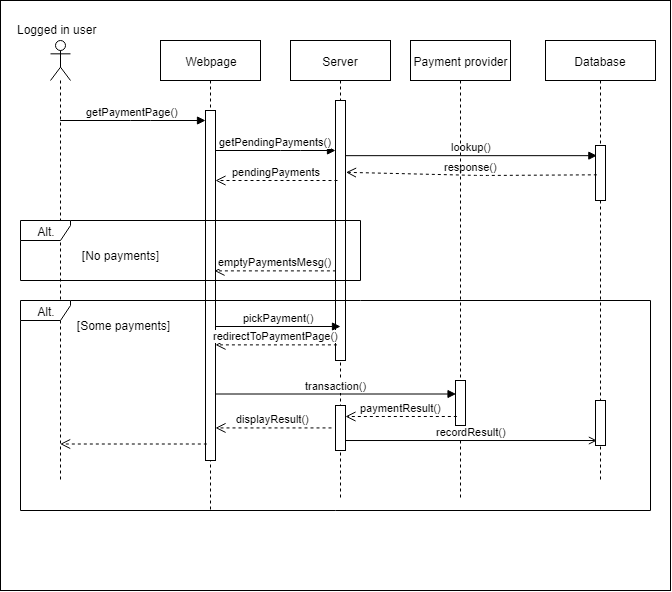 Logged in user
Webpage
Server
Payment provider
Database
getPaymentPage()
getPendingPayments()
lookup()
response()
pendingPayments
Alt.
[No payments]
emptyPaymentsMesg()
Alt.
[Some payments]
pickPayment()
redirectToPaymentPage()
transaction()
paymentResult()
displayResult()
recordResult()